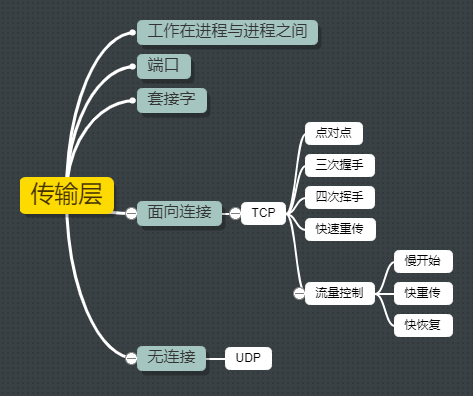 工作在进程与进程之间
端口
套接字
传输层
面向连接
TCP
点对点
三次握手
四次挥手
快速重传
流量控制
慢开始
快重传
快恢复
无连接
UDP